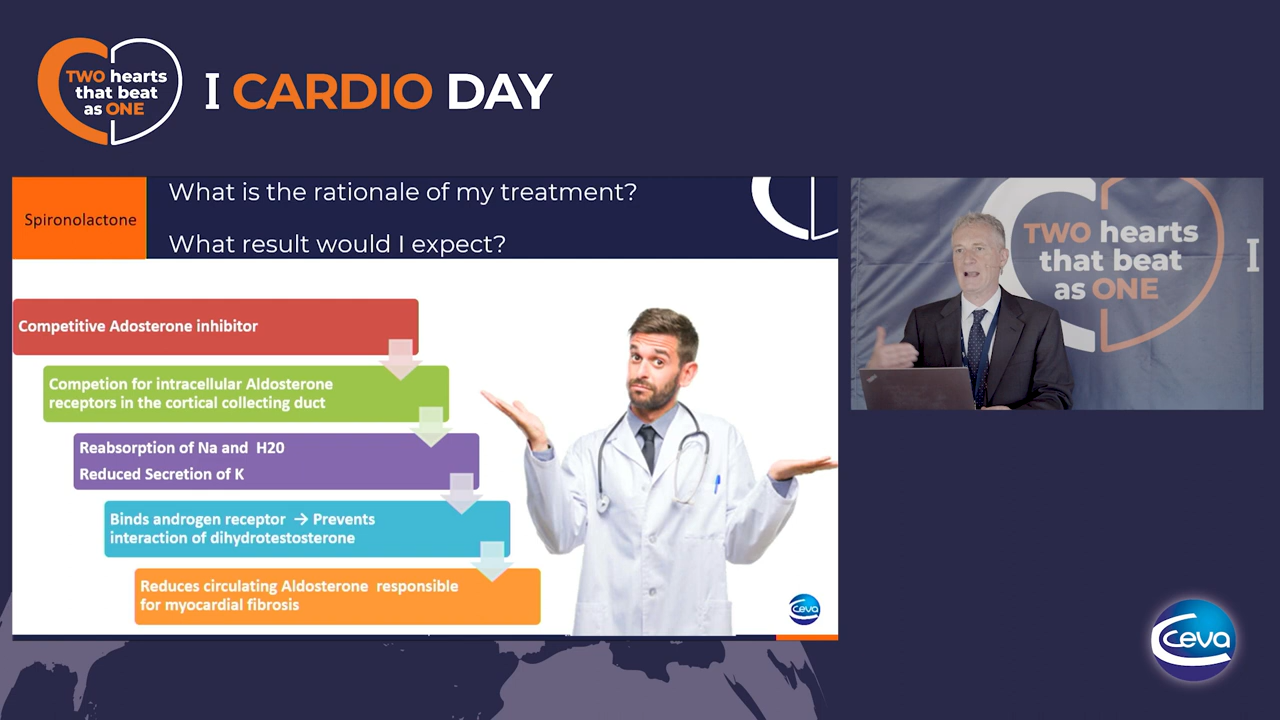 TWO hearts
that beat
as ONE
I CARDIO DAY
Spironolactone
What is the rationale of my treatment?
What result would I expect?
Competitive Adosterone inhibitor
Competion for intracellular Aldosterone
receptors in the cortical collecting duct
Reabsorption of Na and H20
Reduced Secretion of K
Binds androgen receptor → Prevents
interaction of dihydrotestosterone
Reduces circulating Aldosterone responsible
for myocardial fibrosis
ceva
TWO hearts
that beat
as ONE
I
ceva